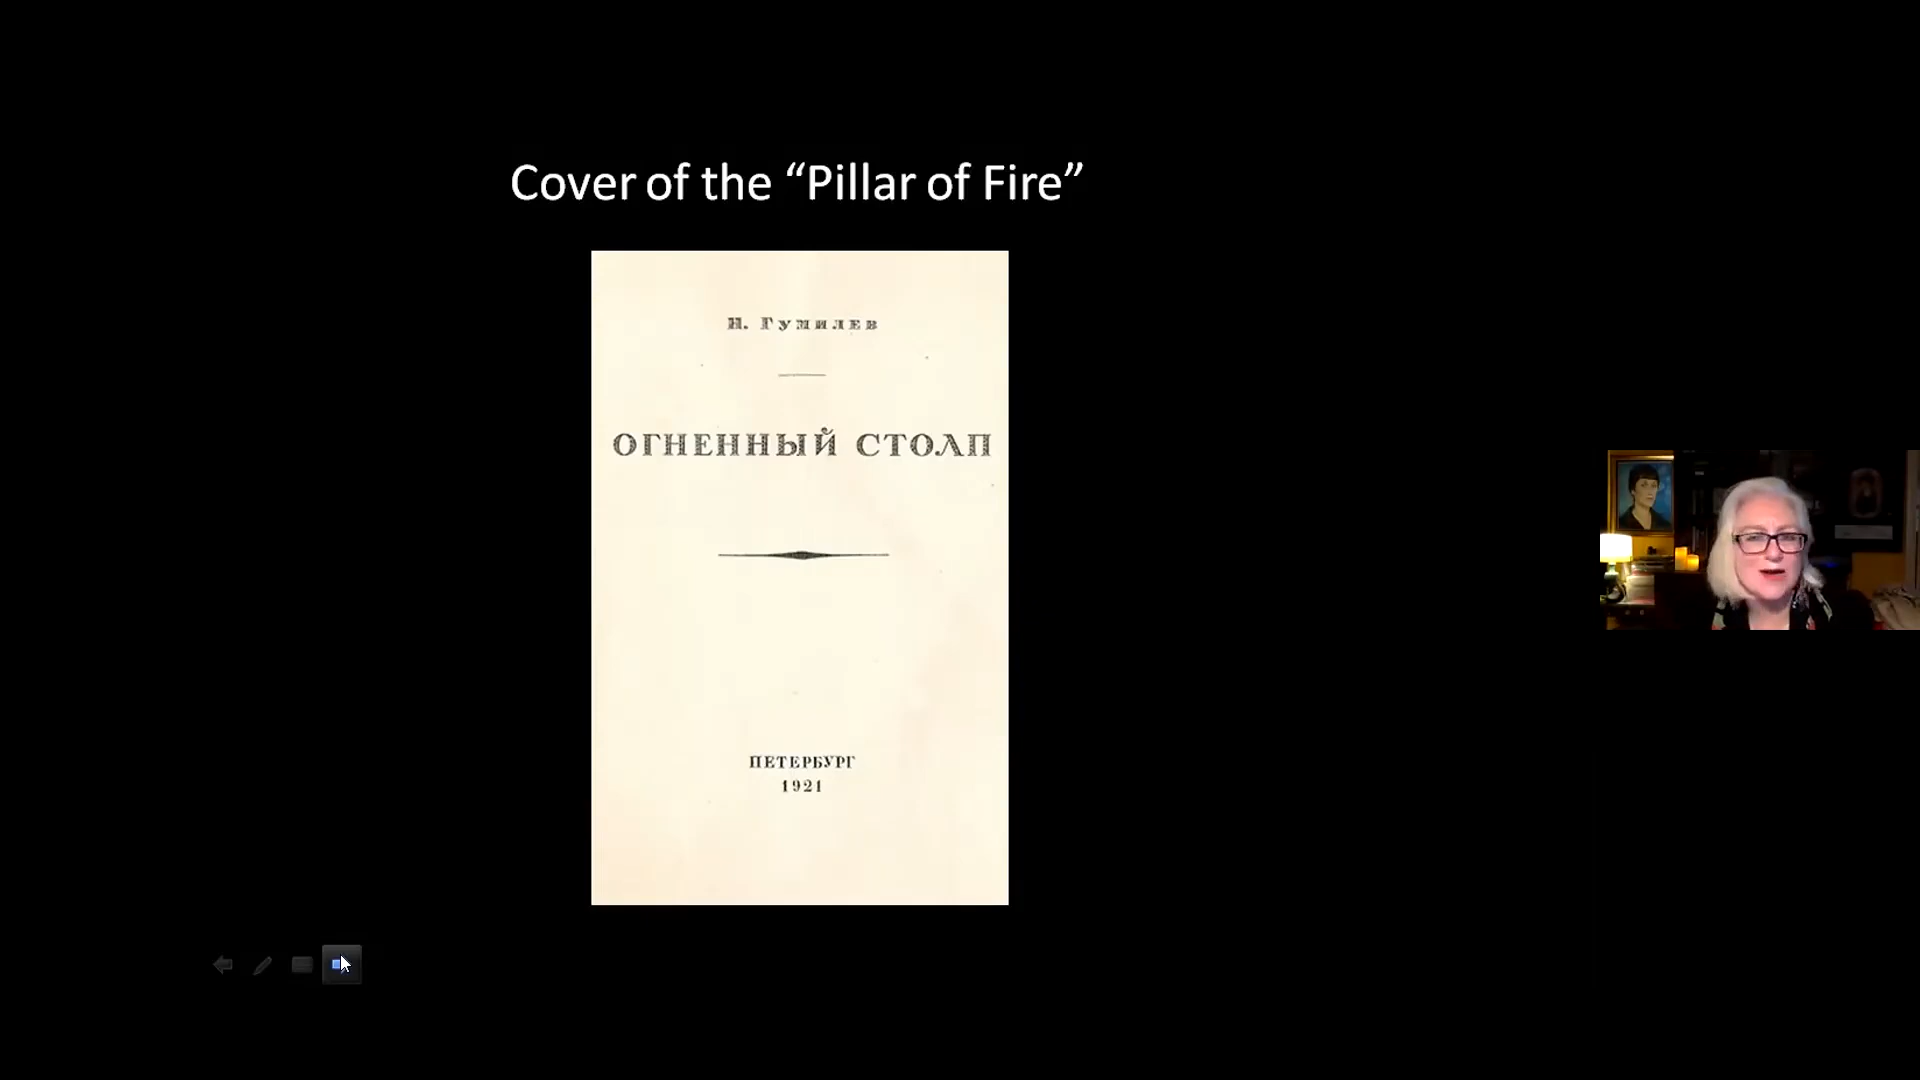 Cover of the “Pillar of Fire”
Н. Гумилев
ОГНЕННЫЙ СТОЛП
ПЕТЕРБУРГ
1921